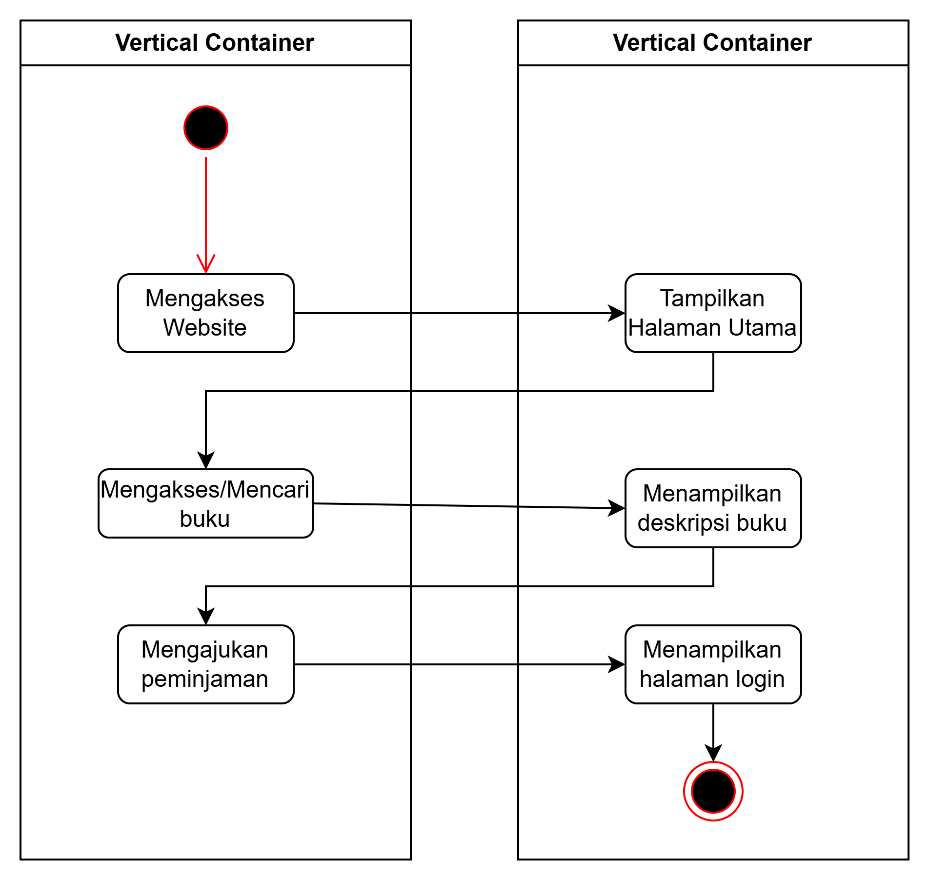 Vertical Container
Vertical Container
Mengakses
Website
Tampilkan
Halaman Utama
Mengakses/Mencari
buku
Menampilkan
deskripsi buku
Mengajukan
peminjaman
Menampilkan
halaman login